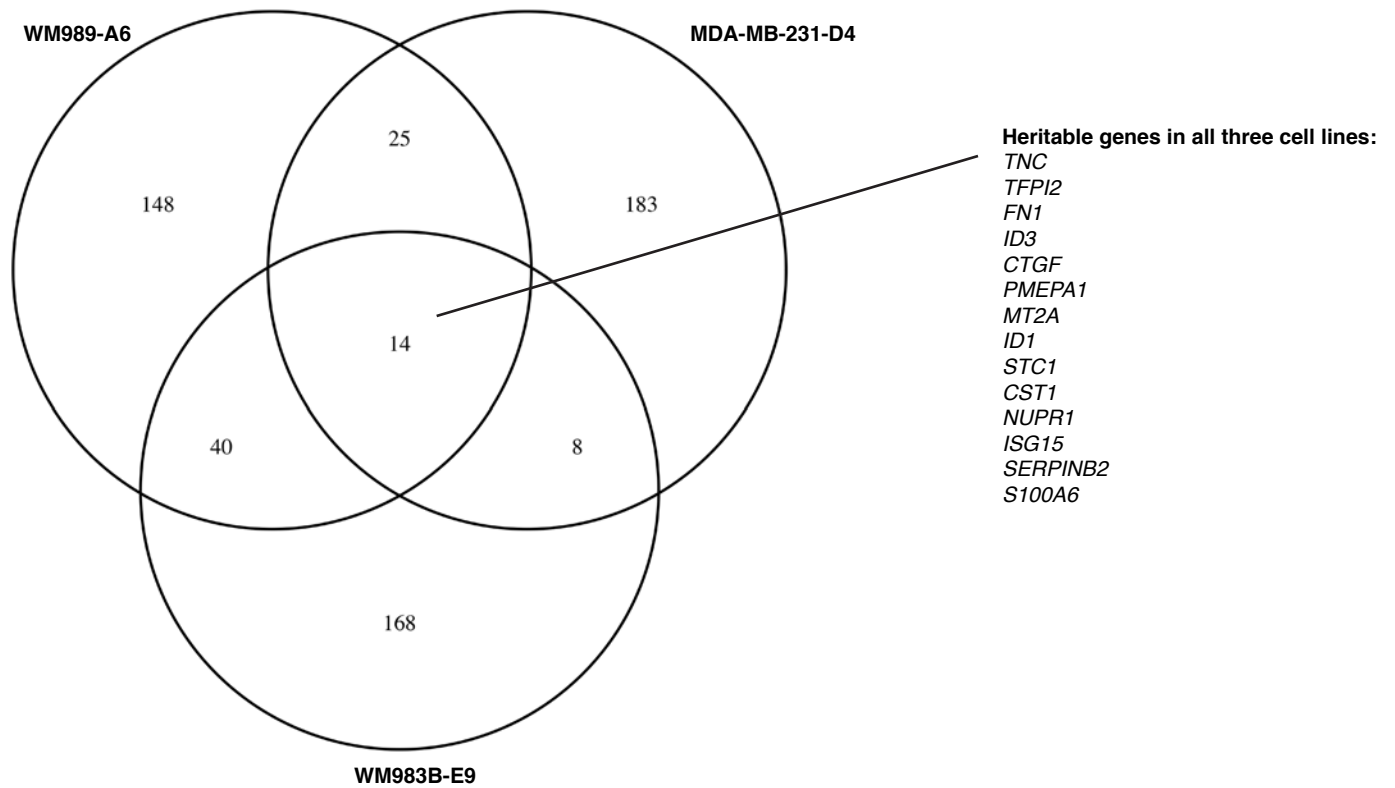 WM989-A6
MDA-MB-231-D4
25
148
183
14
40
8
168
WM983B-E9
Heritable genes in all three cell lines:
TNC
TFPI2
FN1
ID3
CTGF
PMEPA1
MT2A
ID1
STC1
CST1
NUPR1
ISG15
SERPINB2
S100A6